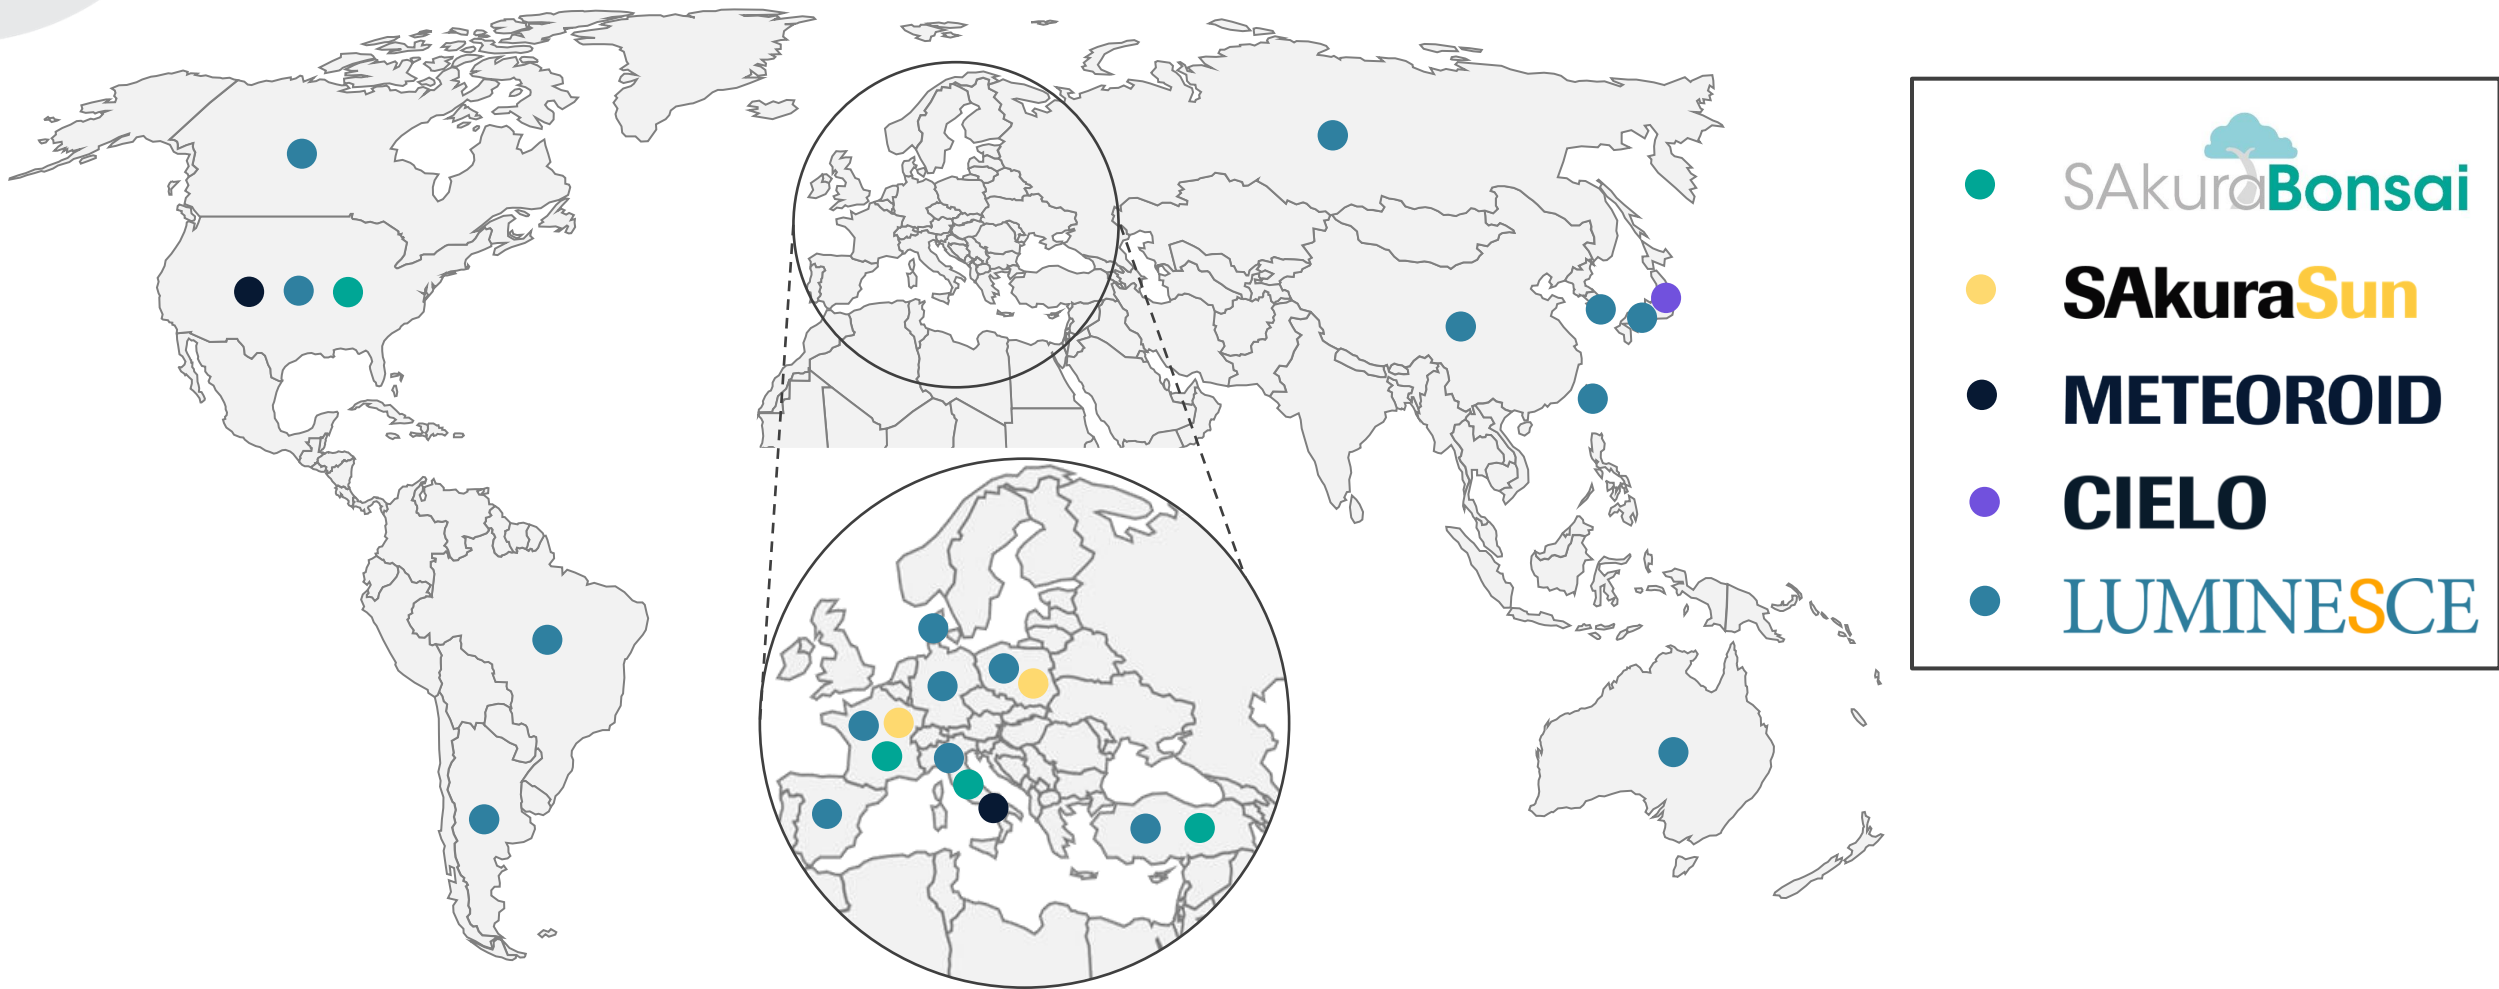 SAkuraBonsai
SAkuraSun
METEOROID
CIELO
LUMINESCE